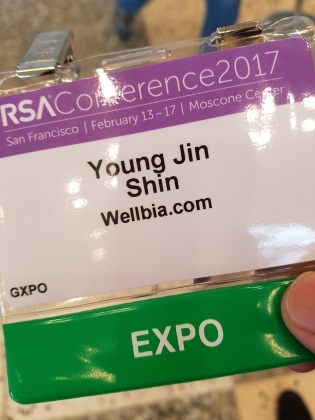 RSAConference2017
San Francisco | February 13–17 | Moscone Center
Young Jin
Shin
Wellbia.com
GXPO
EXPO